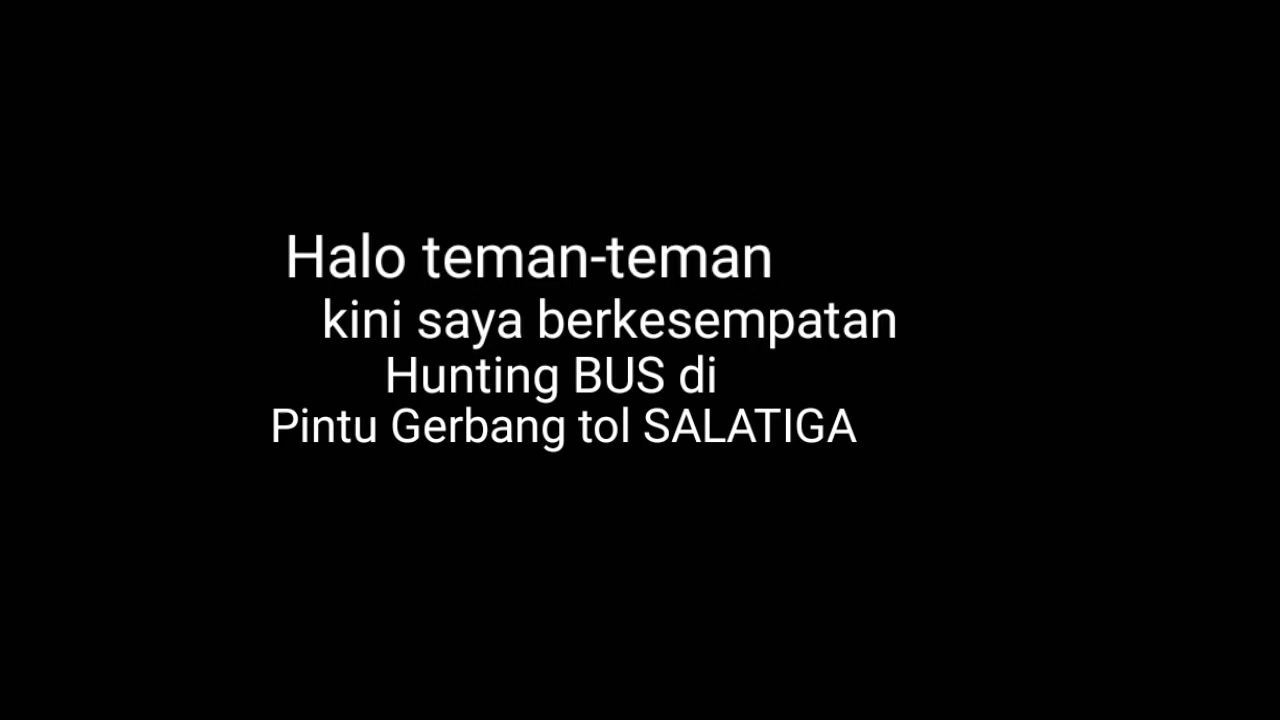 Halo teman-teman
kini saya berkesempatan
Hunting BUS di
Pintu Gerbang tol SALATIGA